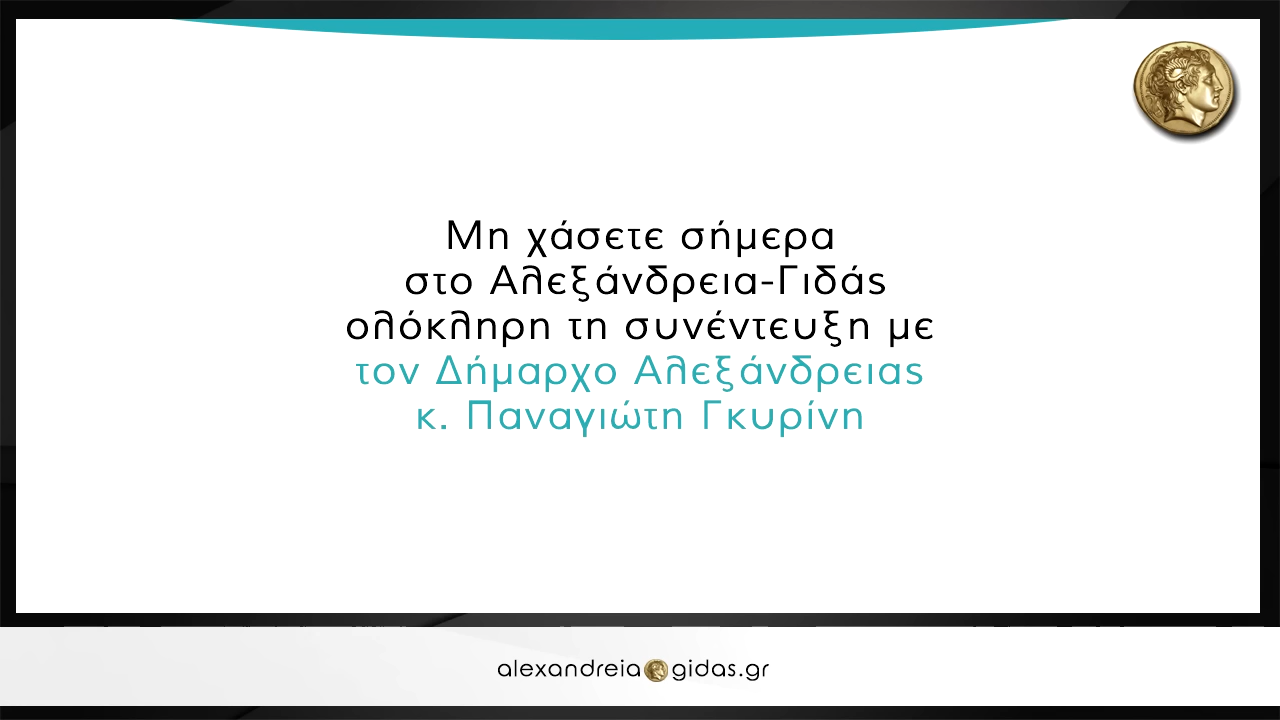 Μη χάσετε σήμερα
στο Αλεξάνδρεια-Γιδάς
ολόκληρη τη συνέντευξη με
τον Δήμαρχο Αλεξάνδρειας
κ. Παναγιώτη Γκυρίνη
alexandreia gidas.gr